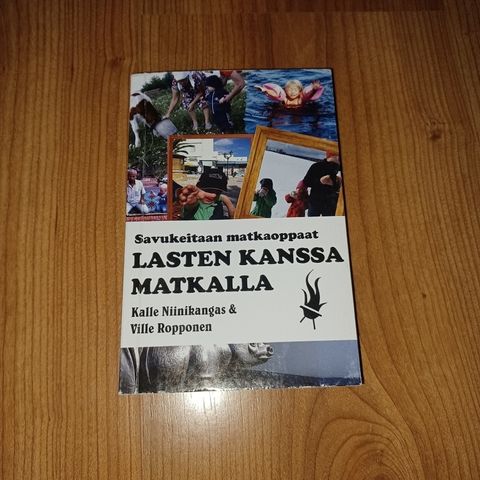 Savukeitaan matkaoppaat
LASTEN KANSSA
MATKALLA
Kalle Niinikangas &
Ville Ropponen